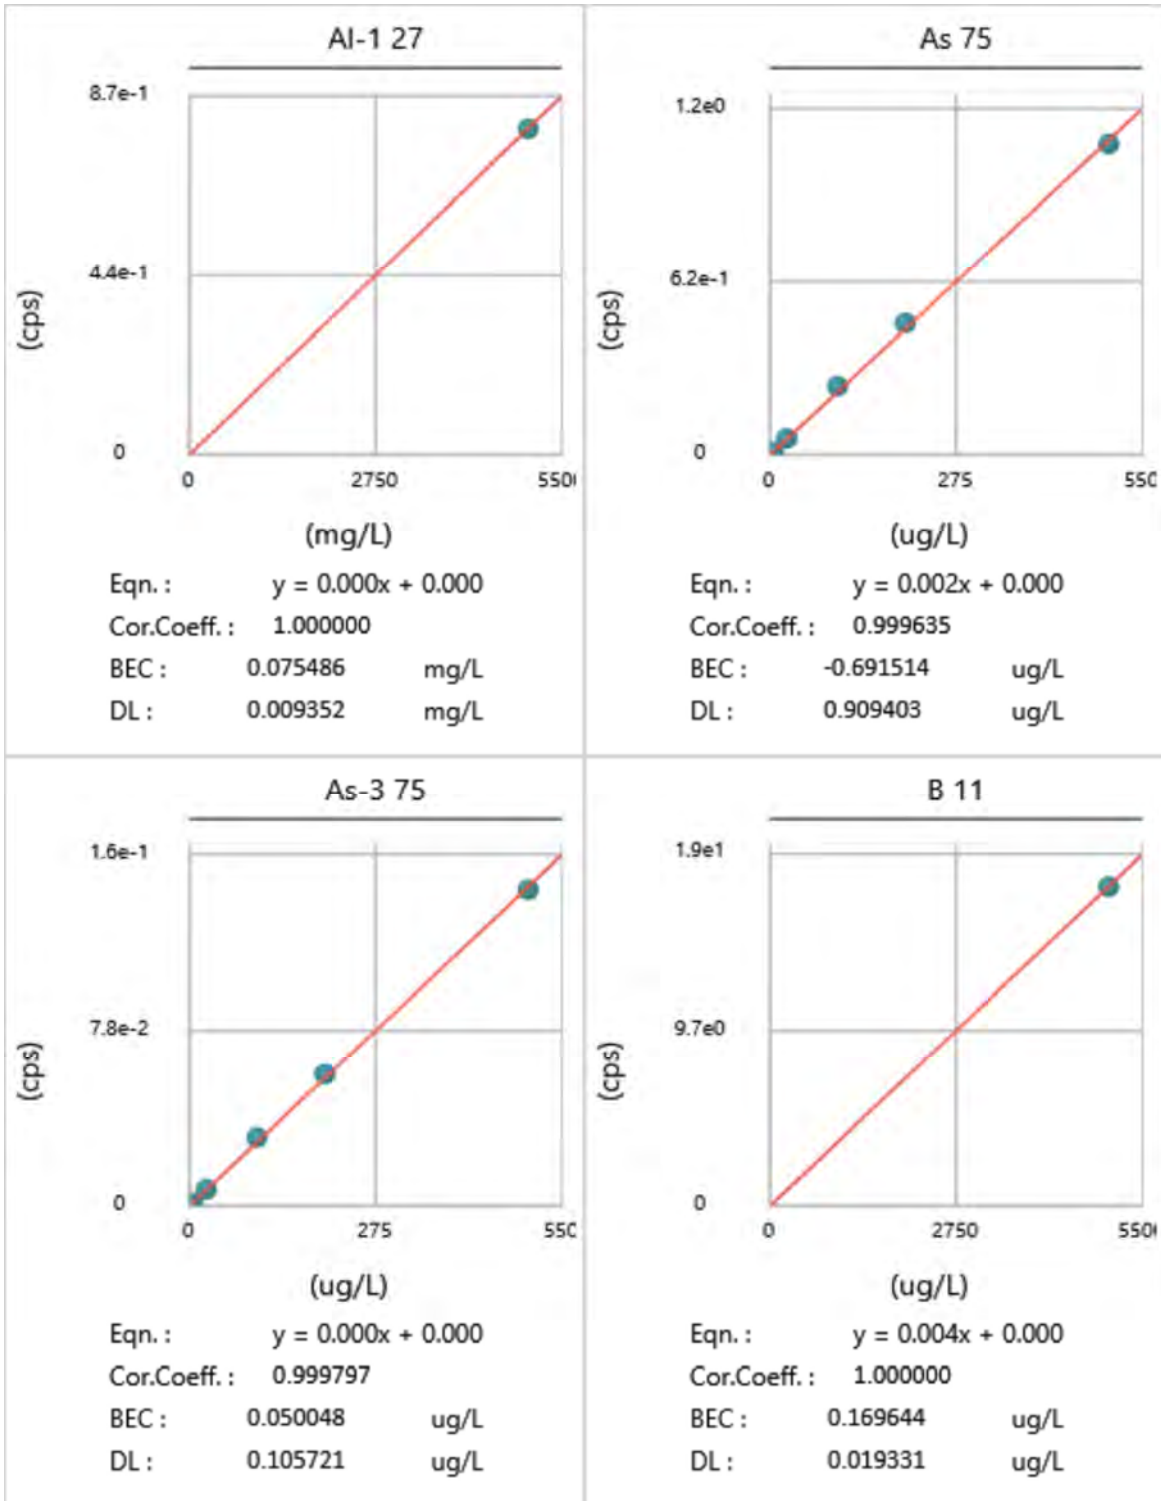 Al-1 27
8.7e-1
4.4e-1
0
(cps)
0 2750 550
(mg/L)
Eqn. : y = 0.000x + 0.000
Cor.Coeff. : 1.000000
BEC : 0.075486 mg/L
DL : 0.009352 mg/L
As 75
1.2e0
6.2e-1
0
(cps)
0 275 550
(ug/L)
Eqn. : y = 0.002x + 0.000
Cor.Coeff. : 0.999635
BEC : -0.691514 ug/L
DL : 0.909403 ug/L
As-3 75
1.6e-1
7.8e-2
0
(cps)
0 275 550
(ug/L)
Eqn. : y = 0.000x + 0.000
Cor.Coeff. : 0.999797
BEC : 0.050048 ug/L
DL : 0.105721 ug/L
B 11
1.9e1
9.7e0
0
(cps)
0 2750 550
(ug/L)
Eqn. : y = 0.004x + 0.000
Cor.Coeff. : 1.000000
BEC : 0.169644 ug/L
DL : 0.019331 ug/L